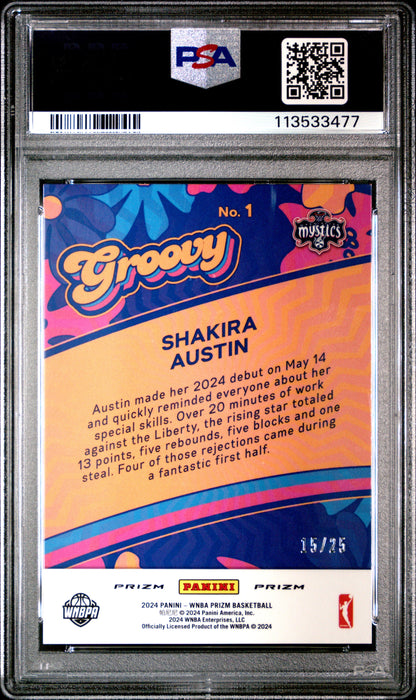 PSA
113533477
No. 1
mystics
Groovy
SHAKIRA
AUSTIN
Austin made her 2024 debut on May 14
and quickly reminded everyone about her
special skills. Over 20 minutes of work
against the Liberty, the rising star totaled
13 points, five rebounds, five blocks and one
steal. Four of those rejections came during
a fantastic first half.
15/25
PRIZM PANINI PRIZM
WNBPA
2024 PANINI - WNBA PRIZM BASKETBALL
帕尼尼 © 2024 Panini America, Inc.
2024 WNBA Enterprises, LLC
Officially Licensed Product of the WNBPA © 2024
PSA